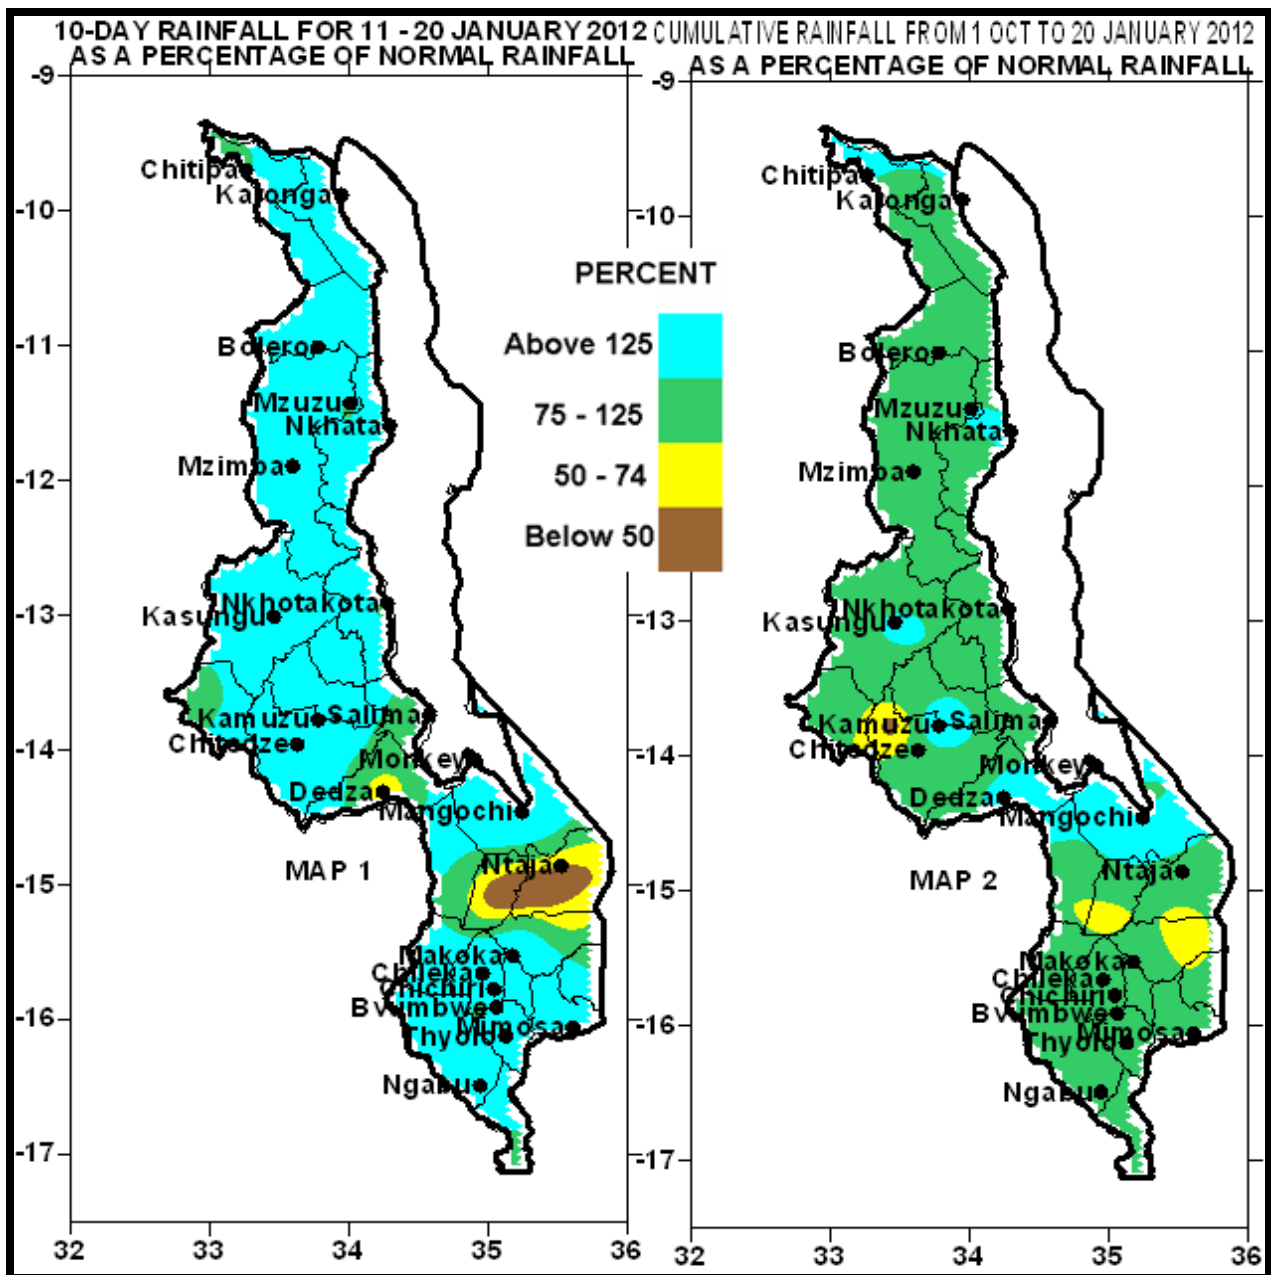 10-DAY RAINFALL FOR 11 - 20 JANUARY 2012
AS A PERCENTAGE OF NORMAL RAINFALL
CUMULATIVE RAINFALL FROM 1 OCT TO 20 JANUARY 2012
AS A PERCENTAGE OF NORMAL RAINFALL
-9
-10
-11
-12
-13
-14
-15
-16
-17
32
33
34
35
36
Chitipa
Karonga
Bolero
Mzuzu
Nkhata
Mzimba
Nkhotakota
Kasungu
Kamuzu
Salima
Chitedze
Monkey
Dedza
Mangochi
Ntaja
MAP 1
Makoka
Chileka
Chichiri
Bvumbwe
Mimosa
Thyolo
Ngabu
PERCENT
Above 125
75 - 125
50 - 74
Below 50
-9
-10
-11
-12
-13
-14
-15
-16
-17
32
33
34
35
36
Chitipa
Karonga
Bolero
Mzuzu
Nkhata
Mzimba
Nkhotakota
Kasungu
Kamuzu
Salima
Chitedze
Monkey
Dedza
Mangochi
Ntaja
MAP 2
Makoka
Chileka
Chichiri
Bvumbwe
Mimosa
Thyolo
Ngabu